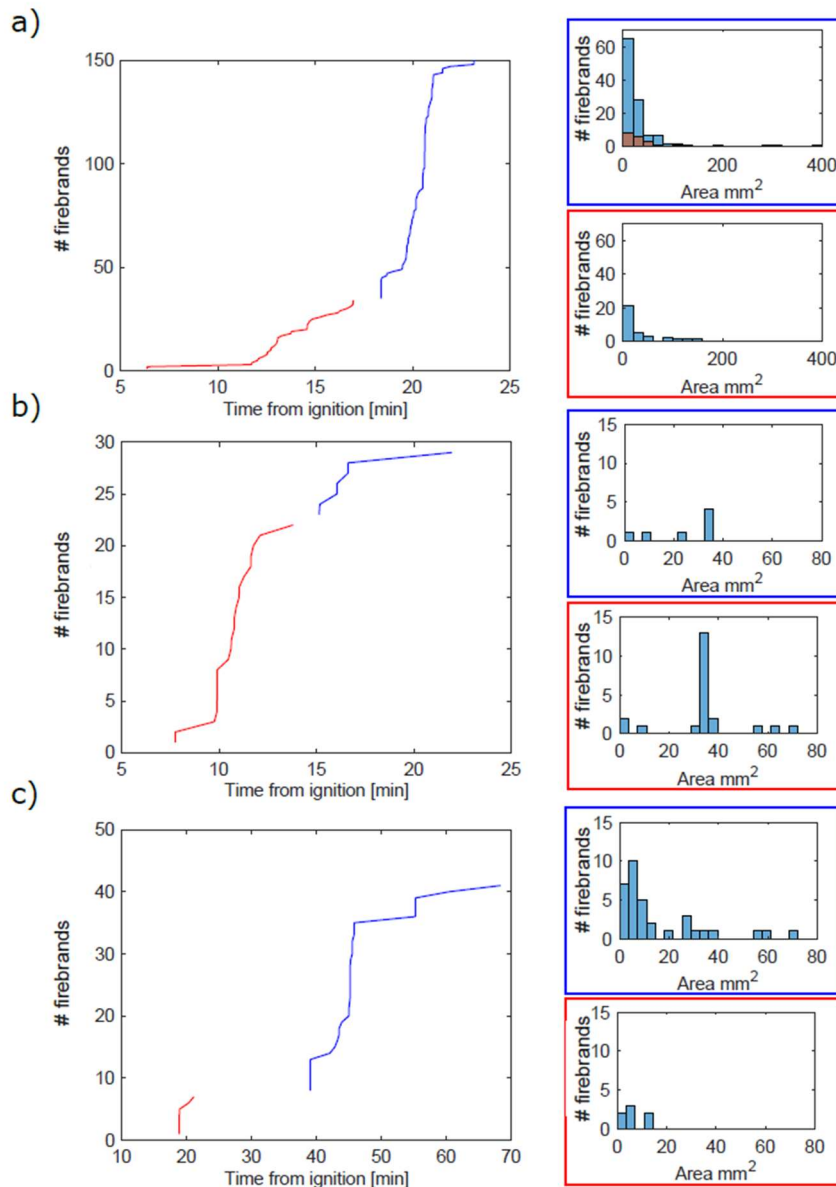 a)
150
100
50
0
# firebrands
5 10 15 20 25
Time from ignition [min]
60
40
20
0
# firebrands
0 200 400
Area mm²
60
40
20
0
# firebrands
0 200 400
Area mm²
b)
30
25
20
15
10
5
0
# firebrands
5 10 15 20 25
Time from ignition [min]
15
10
5
0
# firebrands
0 20 40 60 80
Area mm²
15
10
5
0
# firebrands
0 20 40 60 80
Area mm²
c)
50
40
30
20
10
0
# firebrands
10 20 30 40 50 60 70
Time from ignition [min]
15
10
5
0
# firebrands
0 20 40 60 80
Area mm²
15
10
5
0
# firebrands
0 20 40 60 80
Area mm²